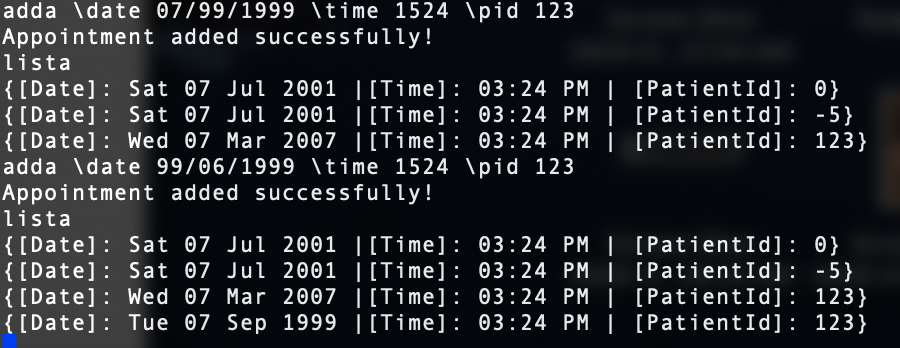 adda \date 07/99/1999 \time 1524 \pid 123
Appointment added successfully!
lista
{[Date]: Sat 07 Jul 2001 |[Time]: 03:24 PM | [PatientId]: 0}
{[Date]: Sat 07 Jul 2001 |[Time]: 03:24 PM | [PatientId]: -5}
{[Date]: Wed 07 Mar 2007 |[Time]: 03:24 PM | [PatientId]: 123}
adda \date 99/06/1999 \time 1524 \pid 123
Appointment added successfully!
lista
{[Date]: Sat 07 Jul 2001 |[Time]: 03:24 PM | [PatientId]: 0}
{[Date]: Sat 07 Jul 2001 |[Time]: 03:24 PM | [PatientId]: -5}
{[Date]: Wed 07 Mar 2007 |[Time]: 03:24 PM | [PatientId]: 123}
{[Date]: Tue 07 Sep 1999 |[Time]: 03:24 PM | [PatientId]: 123}